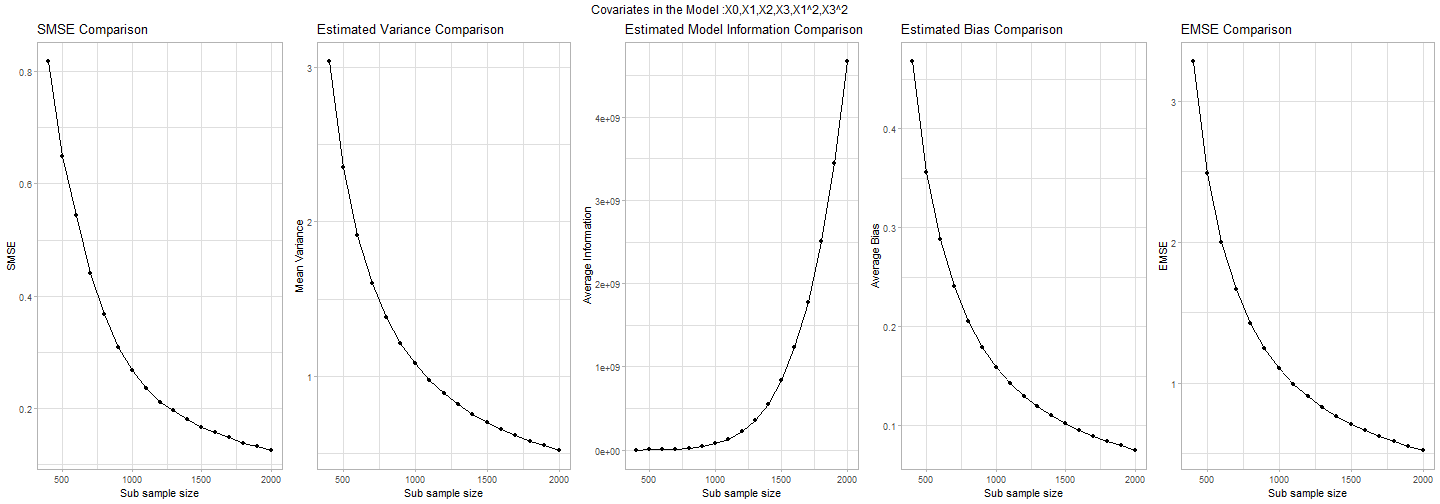 Covariates in the Model :X0,X1,X2,X3,X1^2,X3^2
SMSE Comparison
SMSE
0.8
0.6
0.4
0.2
500 1000 1500 2000
Sub sample size
Estimated Variance Comparison
Mean Variance
3
2
1
500 1000 1500 2000
Sub sample size
Estimated Model Information Comparison
Average Information
4e+09
3e+09
2e+09
1e+09
0e+00
500 1000 1500 2000
Sub sample size
Estimated Bias Comparison
Average Bias
0.4
0.3
0.2
0.1
500 1000 1500 2000
Sub sample size
EMSE Comparison
EMSE
3
2
1
500 1000 1500 2000
Sub sample size